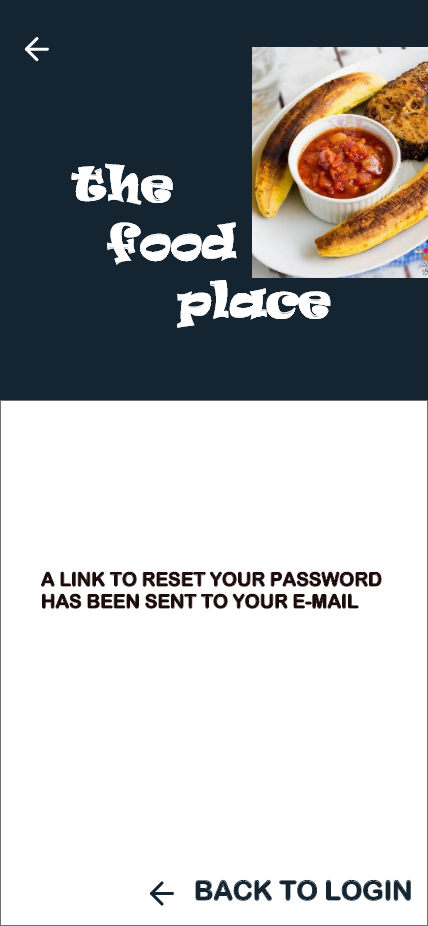 the
food
place
A LINK TO RESET YOUR PASSWORD
HAS BEEN SENT TO YOUR E-MAIL
BACK TO LOGIN